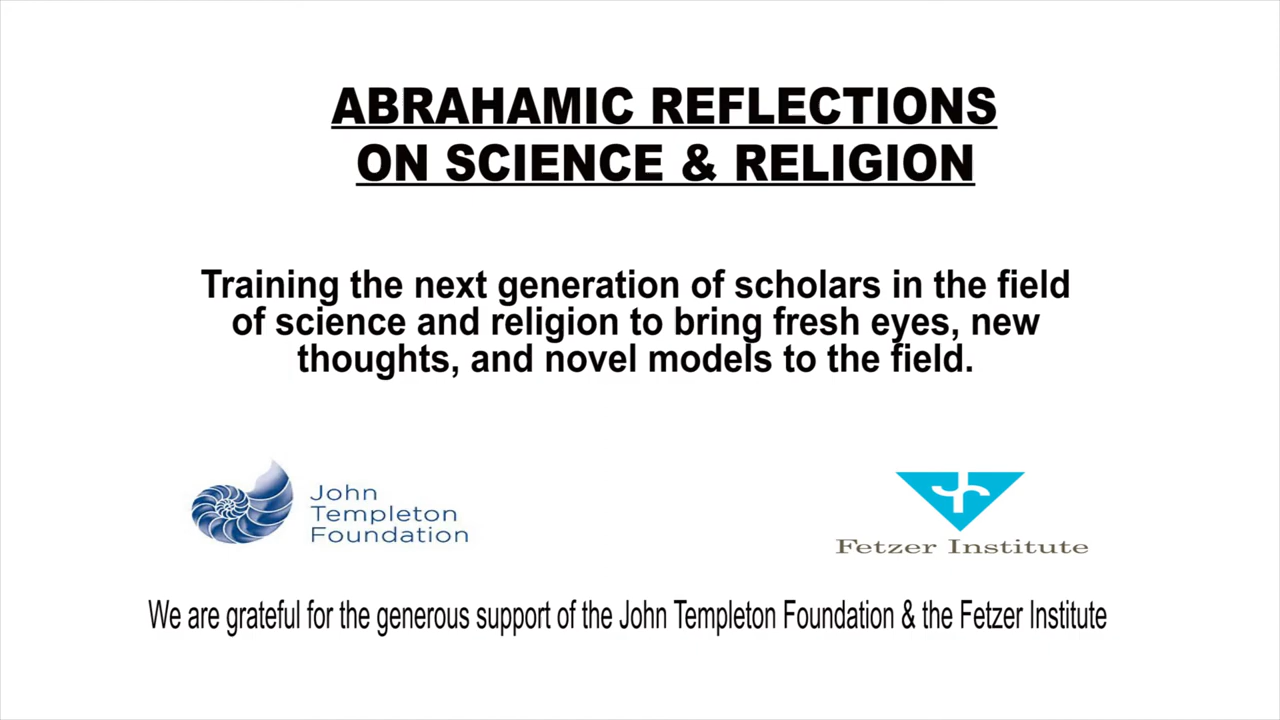 ABRAHAMIC REFLECTIONS
ON SCIENCE & RELIGION
Training the next generation of scholars in the field
of science and religion to bring fresh eyes, new
thoughts, and novel models to the field.
John
Templeton
Foundation
Fetzer Institute
We are grateful for the generous support of the John Templeton Foundation & the Fetzer Institute